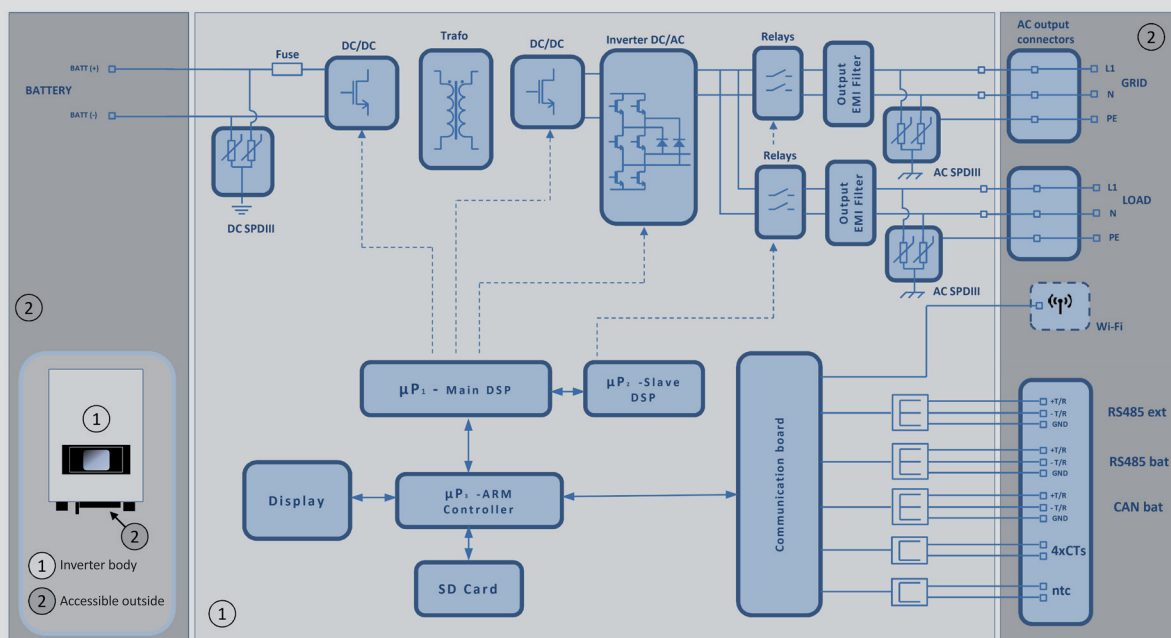 2
BATT (+)
BATTERY
BATT (-)
2
1
2
1 Inverter body
2 Accessible outside
Fuse
DC/DC
Trafo
DC/DC
Inverter DC/AC
Relays
Output
EMI Filter
DC SPDIII
AC SPDIII
Relays
Output
EMI Filter
AC SPDIII
µP₁ - Main DSP
µP₂ -Slave
DSP
Display
µP₃ -ARM
Controller
SD Card
Communication board
1
AC output
connectors
2
L1
GRID
N
PE
L1
LOAD
N
PE
Wi-Fi
+T/R
- T/R
GND
RS485 ext
+T/R
- T/R
GND
RS485 bat
+T/R
- T/R
GND
CAN bat
4xCTs
ntc